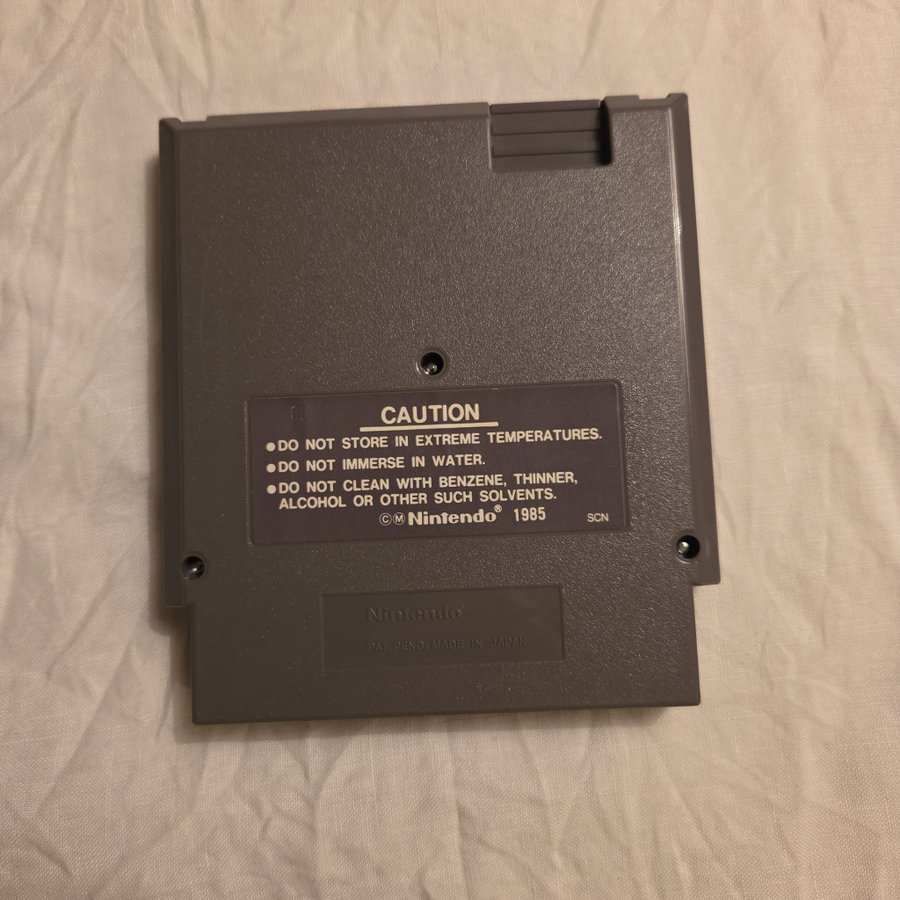 CAUTION
●DO NOT STORE IN EXTREME TEMPERATURES.
●DO NOT IMMERSE IN WATER.
●DO NOT CLEAN WITH BENZENE, THINNER,
ALCOHOL OR OTHER SUCH SOLVENTS.
©Ⓜ Nintendo® 1985 SCN
Nintendo®
PAT. PEND. MADE IN JAPAN